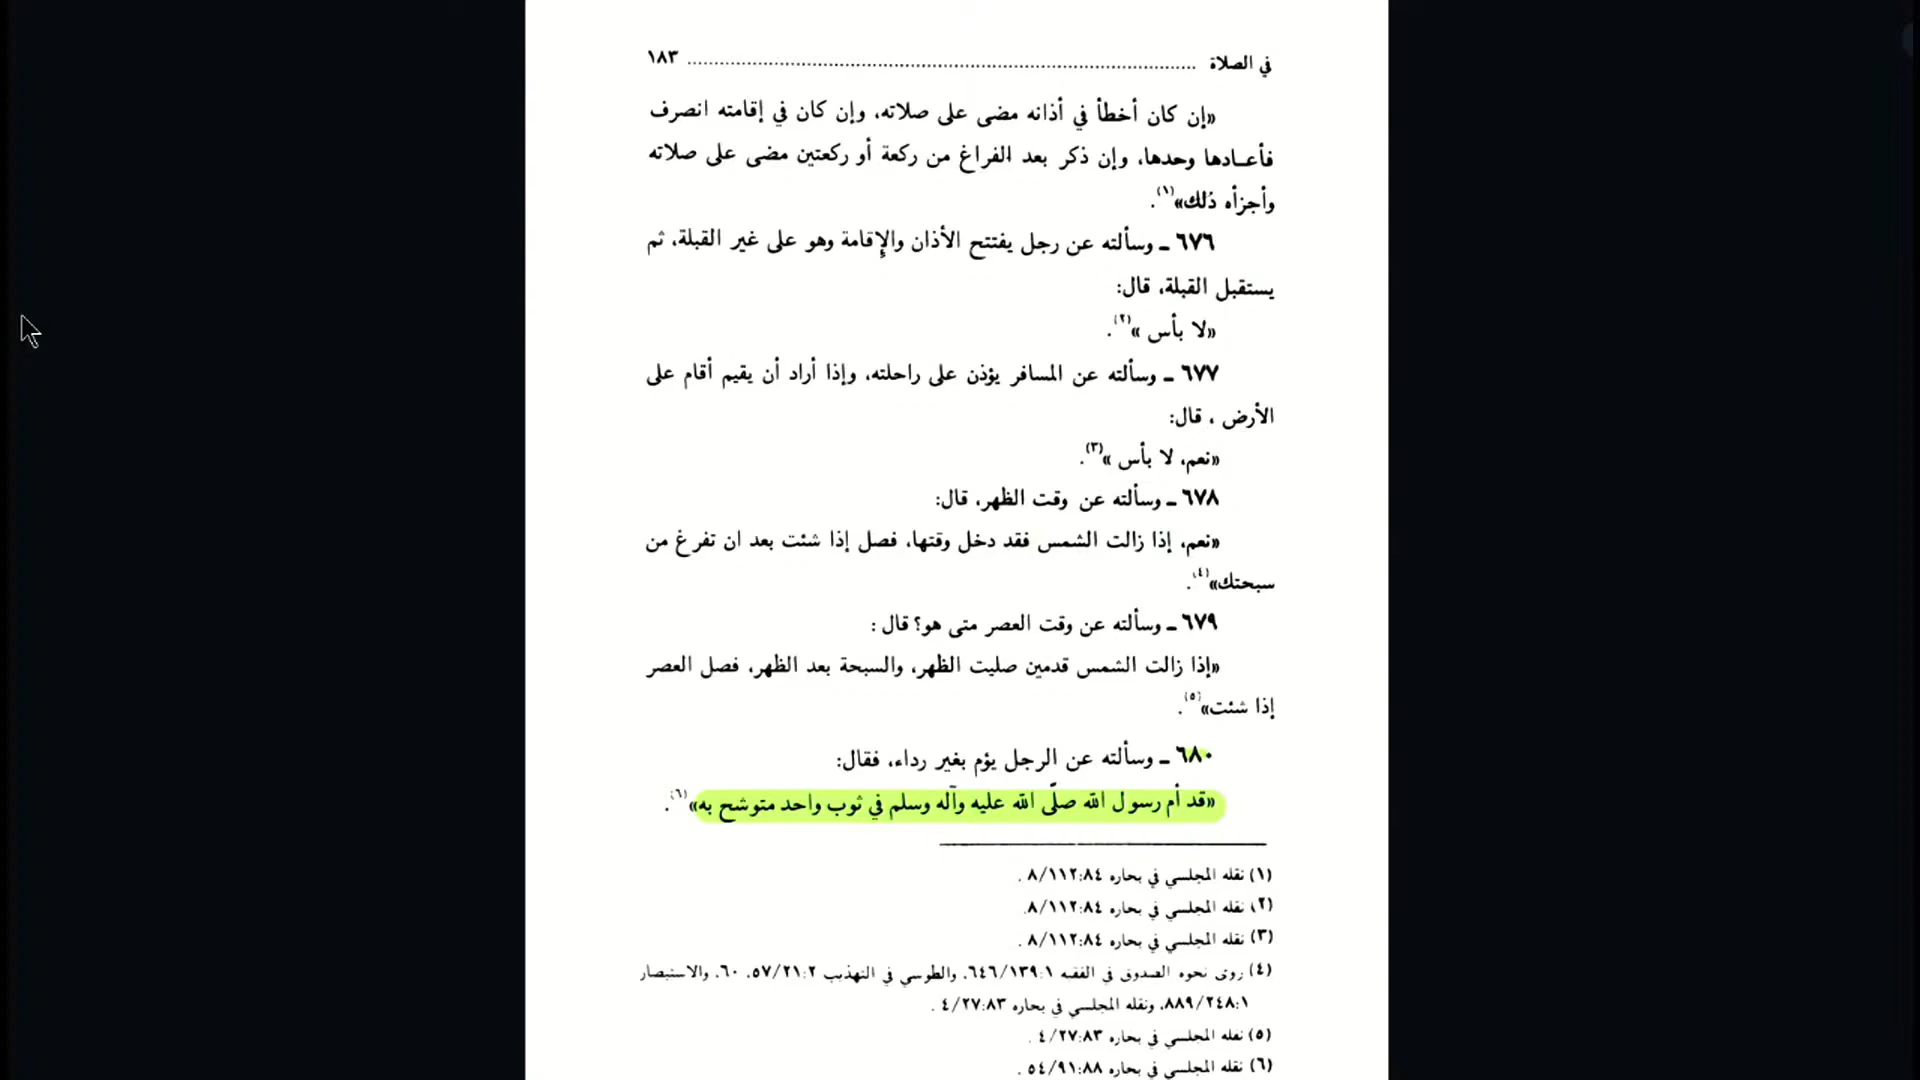 في الصلاة ........................................ ١٨٣
«إن كان أخطأ في أذانه مضى على صلاته، وإن كان في إقامته انصرف
فأعادها وحدها، وإن ذكر بعد الفراغ من ركعة أو ركعتين مضى على صلاته
وأجزأه ذلك»(١).
٦٧٦ ـ وسألته عن رجل يفتتح الأذان والإقامة وهو على غير القبلة، ثم
يستقبل القبلة، قال:
«لا بأس »(٢).
٦٧٧ ـ وسألته عن المسافر يؤذن على راحلته، وإذا أراد أن يقيم أقام على
الأرض ، قال:
«نعم، لا بأس »(٣).
٦٧٨ ـ وسألته عن وقت الظهر، قال:
«نعم، إذا زالت الشمس فقد دخل وقتها، فصل إذا شئت بعد ان تفرغ من
سبحتك»(٤).
٦٧٩ ـ وسألته عن وقت العصر متى هو؟ قال :
«إذا زالت الشمس قدمين صليت الظهر، والسبحة بعد الظهر، فصل العصر
إذا شئت»(٥).
٦٨٠ ـ وسألته عن الرجل يؤم بغير رداء، فقال:
«قد أم رسول الله صلّى الله عليه وآله وسلم في ثوب واحد متوشح به»(٦).
(١) نقله المجلسي في بحاره ٨٤:١١٢/٨ .
(٢) نقله المجلسي في بحاره ٨٤:١١٢/٨.
(٣) نقله المجلسي في بحاره ٨٤:١١٢/٨ .
(٤) روى نحوه الصدوق في الفقيه ١:١٣٩/٦٤٦، والطوسي في التهذيب ٢:٢١/٥٧، ٦٠، والاستبصار
١:٢٤٨/٨٨٩، ونقله المجلسي في بحاره ٨٣:٢٧/٤ .
(٥) نقله المجلسي في بحاره ٨٣:٢٧/٤ .
(٦) نقله المجلسي في بحاره ٨٨:٩١/٥٤ .